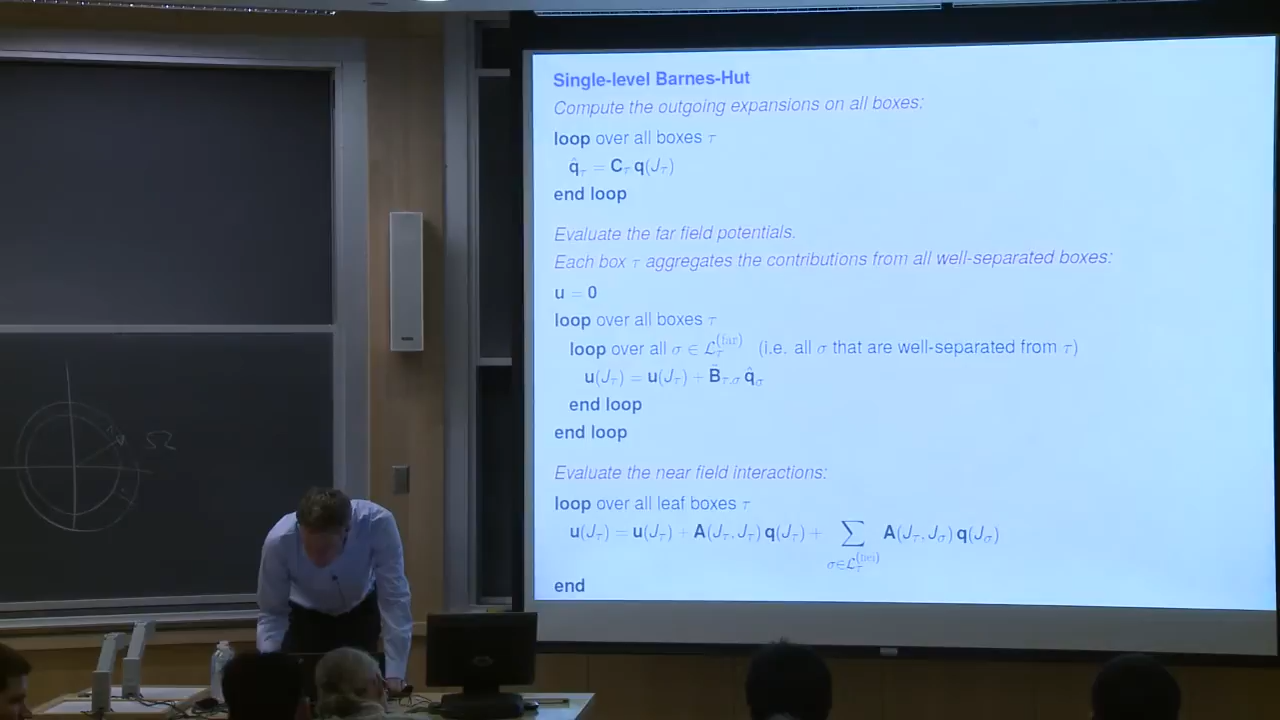 Single-level Barnes-Hut
Compute the outgoing expansions on all boxes:
loop over all boxes τ
q̂_τ = C_τ q(J_τ)
end loop
Evaluate the far field potentials.
Each box τ aggregates the contributions from all well-separated boxes:
u = 0
loop over all boxes τ
loop over all σ ∈ ℒ_τ^(far) (i.e. all σ that are well-separated from τ)
u(J_τ) = u(J_τ) + B̃_τ,σ q̂_σ
end loop
end loop
Evaluate the near field interactions:
loop over all leaf boxes τ
u(J_τ) = u(J_τ) + A(J_τ, J_τ) q(J_τ) + ∑_{σ∈ℒ_τ^(nei)} A(J_τ, J_σ) q(J_σ)
end
Ω